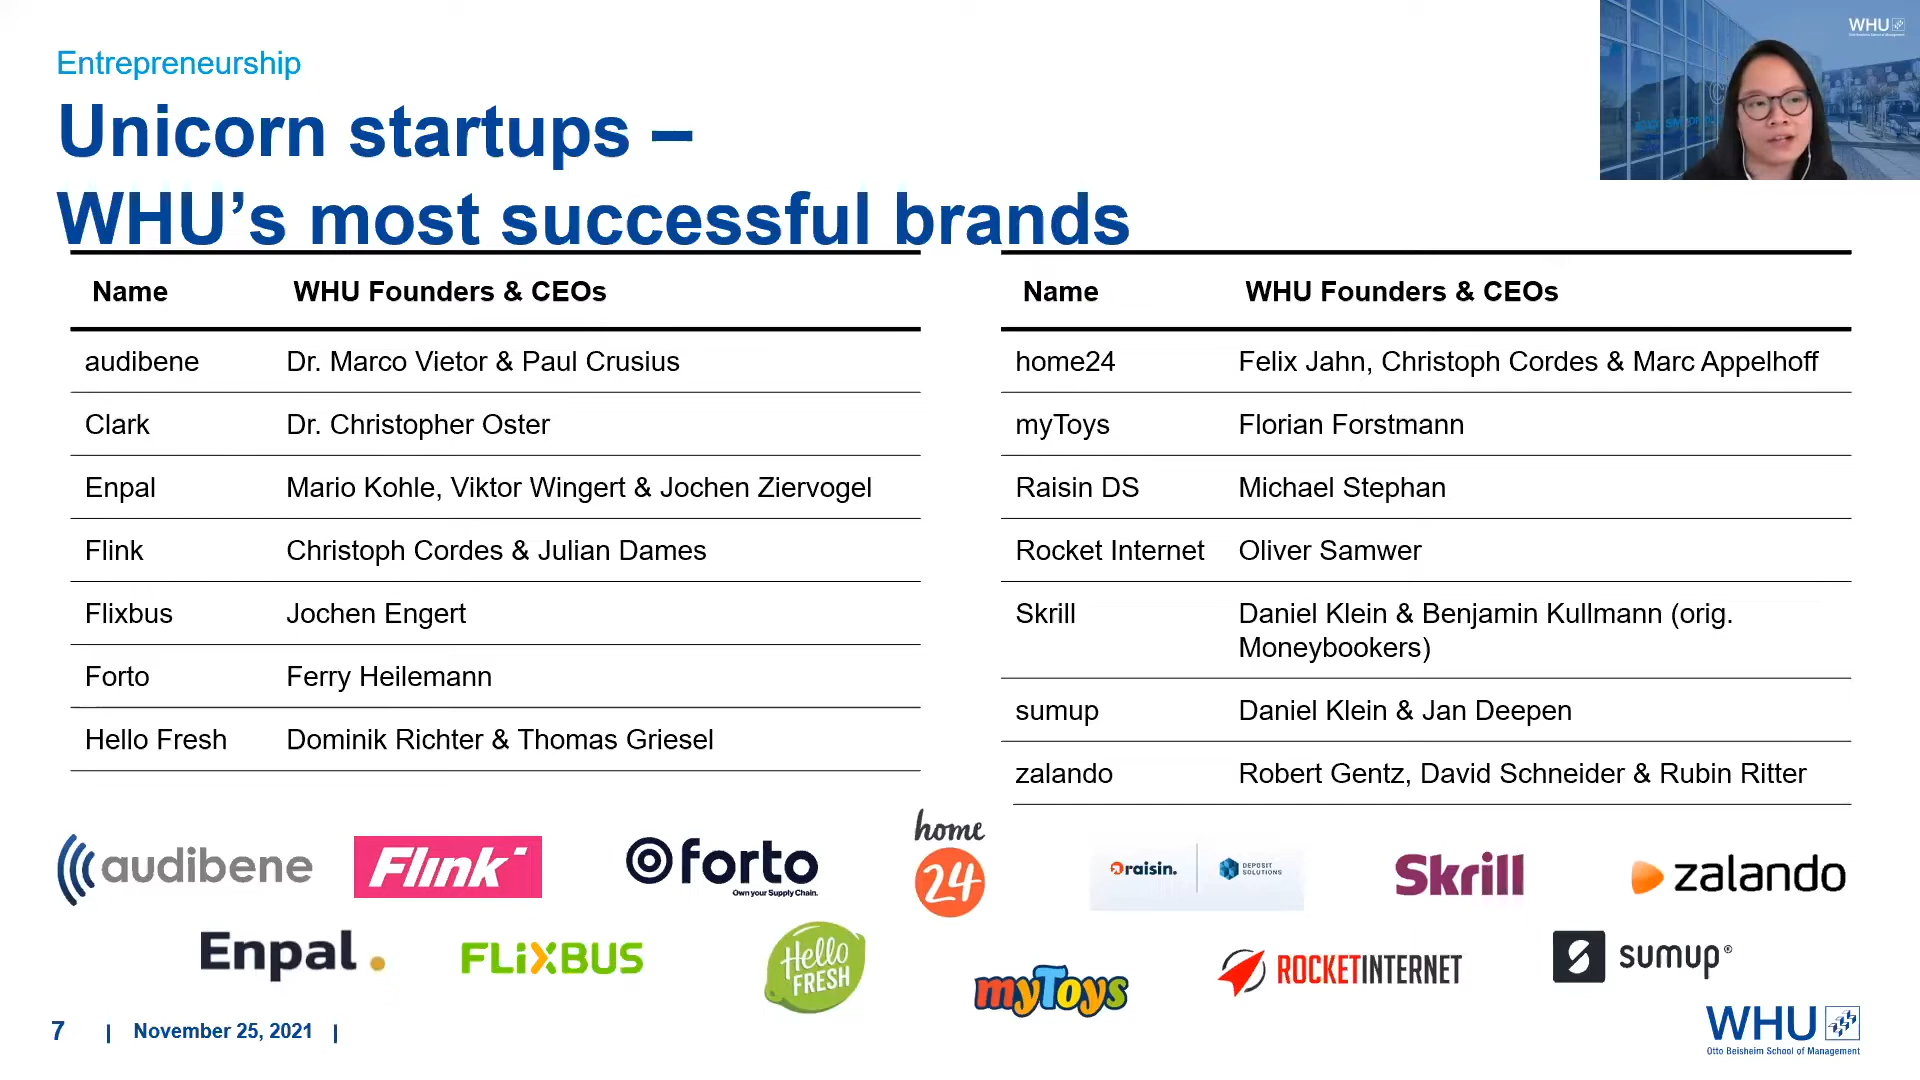 WHU
Entrepreneurship
Unicorn startups –
WHU’s most successful brands
Name WHU Founders & CEOs
audibene Dr. Marco Vietor & Paul Crusius
Clark Dr. Christopher Oster
Enpal Mario Kohle, Viktor Wingert & Jochen Ziervogel
Flink Christoph Cordes & Julian Dames
Flixbus Jochen Engert
Forto Ferry Heilemann
Hello Fresh Dominik Richter & Thomas Griesel
Name WHU Founders & CEOs
home24 Felix Jahn, Christoph Cordes & Marc Appelhoff
myToys Florian Forstmann
Raisin DS Michael Stephan
Rocket Internet Oliver Samwer
Skrill Daniel Klein & Benjamin Kullmann (orig.
Moneybookers)
sumup Daniel Klein & Jan Deepen
zalando Robert Gentz, David Schneider & Rubin Ritter
audibene
Flink
forto
Own your Supply Chain.
home
24
raisin.
DEPOSIT
SOLUTIONS
Skrill
zalando
Enpal.
FLiXBUS
Hello
FRESH
myToys
ROCKETINTERNET
sumup®
7 | November 25, 2021 |
WHU
Otto Beisheim School of Management